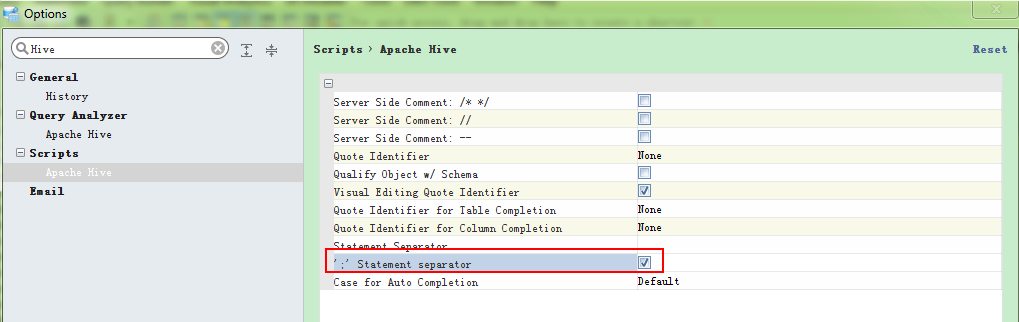 Options
Hive
General
History
Query Analyzer
Apache Hive
Scripts
Apache Hive
Email
Scripts > Apache Hive
Reset
Server Side Comment: /* */
Server Side Comment: //
Server Side Comment: --
Quote Identifier None
Qualify Object w/ Schema
Visual Editing Quote Identifier
Quote Identifier for Table Completion None
Quote Identifier for Column Completion None
Statement Separator
';' Statement separator
Case for Auto Completion Default